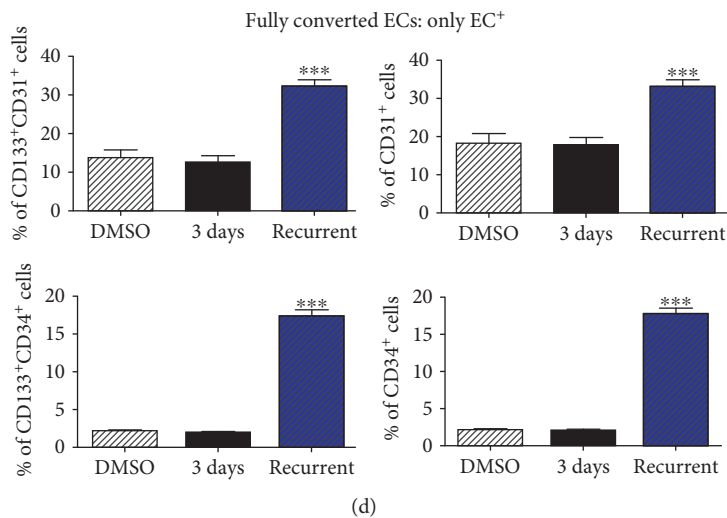 Fully converted ECs: only EC⁺
% of CD133⁺CD31⁺ cells
40
30
20
10
0
***
DMSO
3 days
Recurrent
% of CD31⁺ cells
40
30
20
10
0
***
DMSO
3 days
Recurrent
% of CD133⁺CD34⁺ cells
20
15
10
5
0
***
DMSO
3 days
Recurrent
% of CD34⁺ cells
20
15
10
5
0
***
DMSO
3 days
Recurrent
(d)